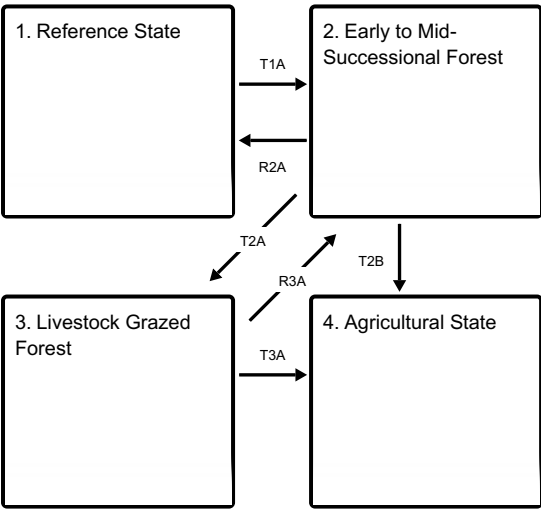 1. Reference State
2. Early to Mid-
Successional Forest
T1A
R2A
T2A
R3A
T2B
3. Livestock Grazed
Forest
4. Agricultural State
T3A